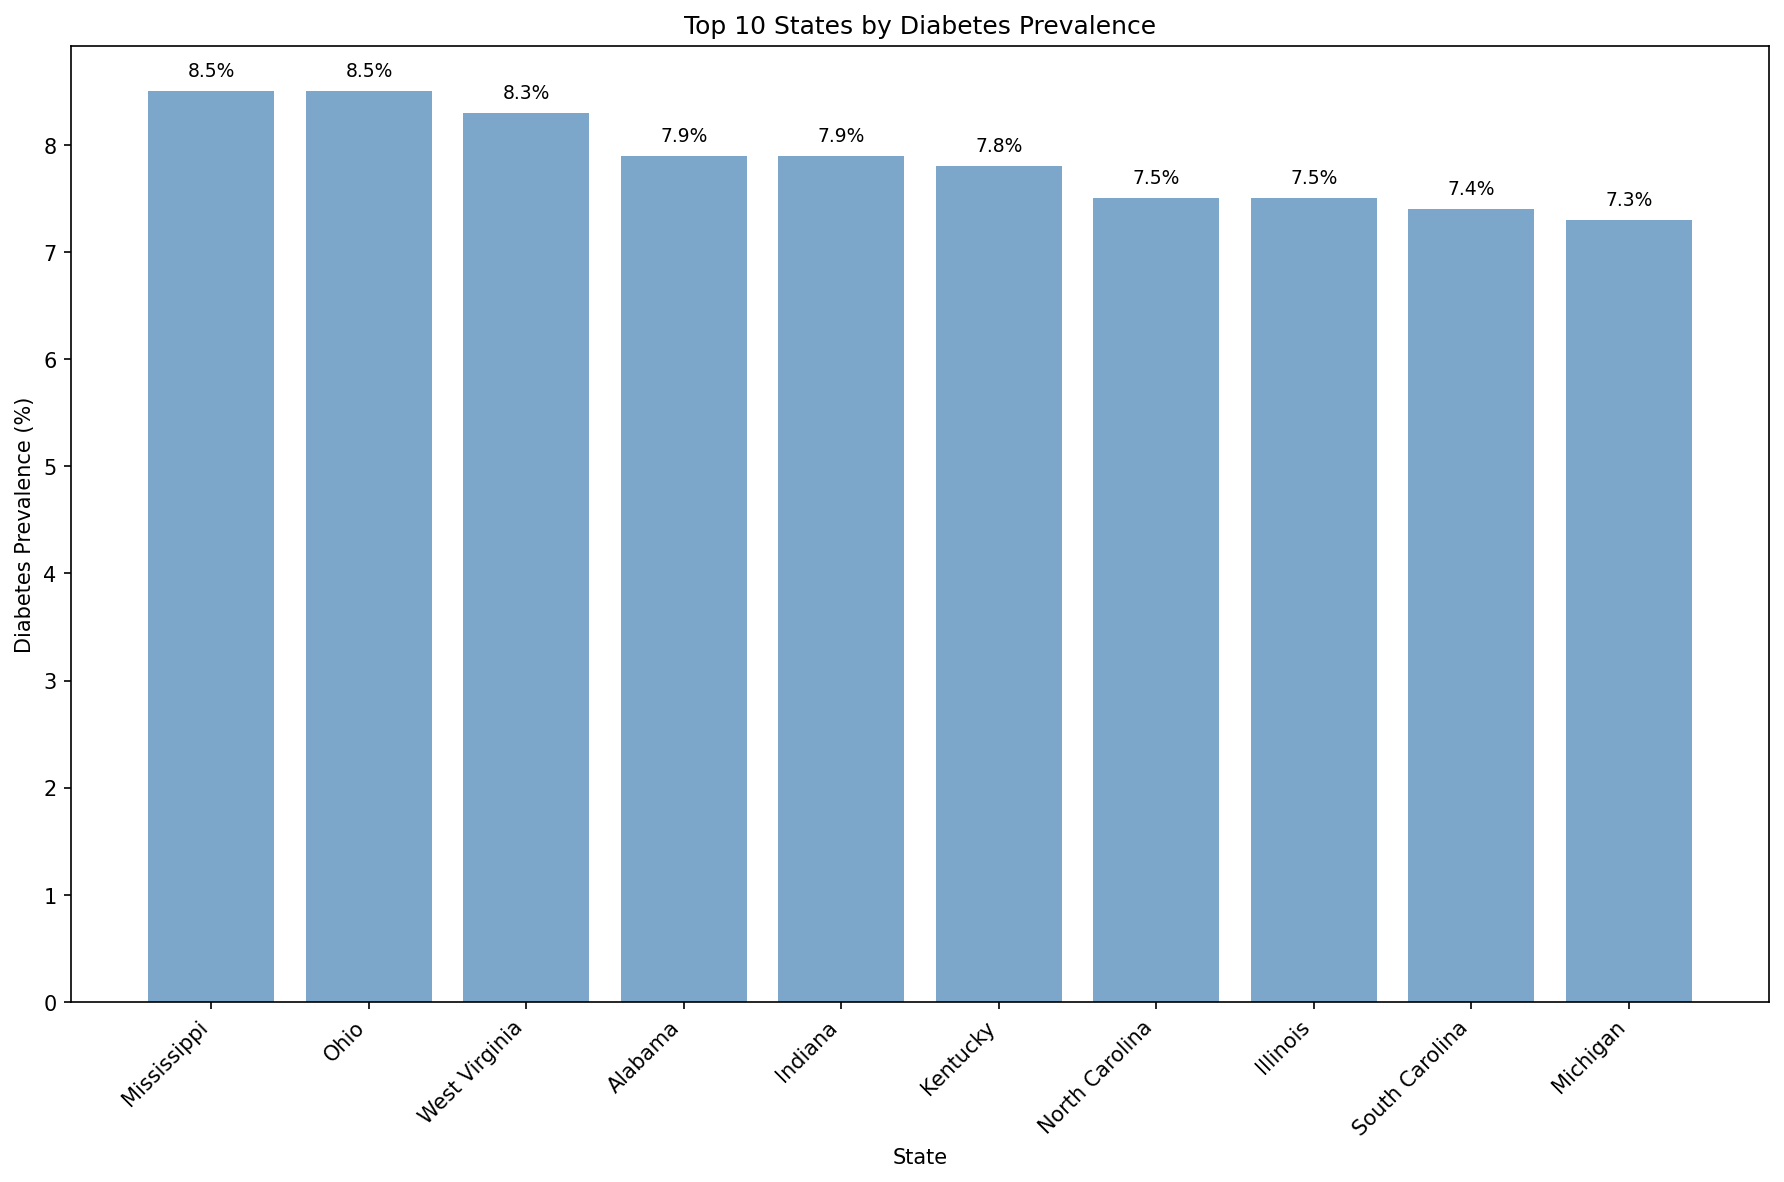 Top 10 States by Diabetes Prevalence
8.5%
8.5%
8.3%
7.9%
7.9%
7.8%
7.5%
7.5%
7.4%
7.3%
Diabetes Prevalence (%)
8
7
6
5
4
3
2
1
0
Mississippi
Ohio
West Virginia
Alabama
Indiana
Kentucky
North Carolina
Illinois
South Carolina
Michigan
State